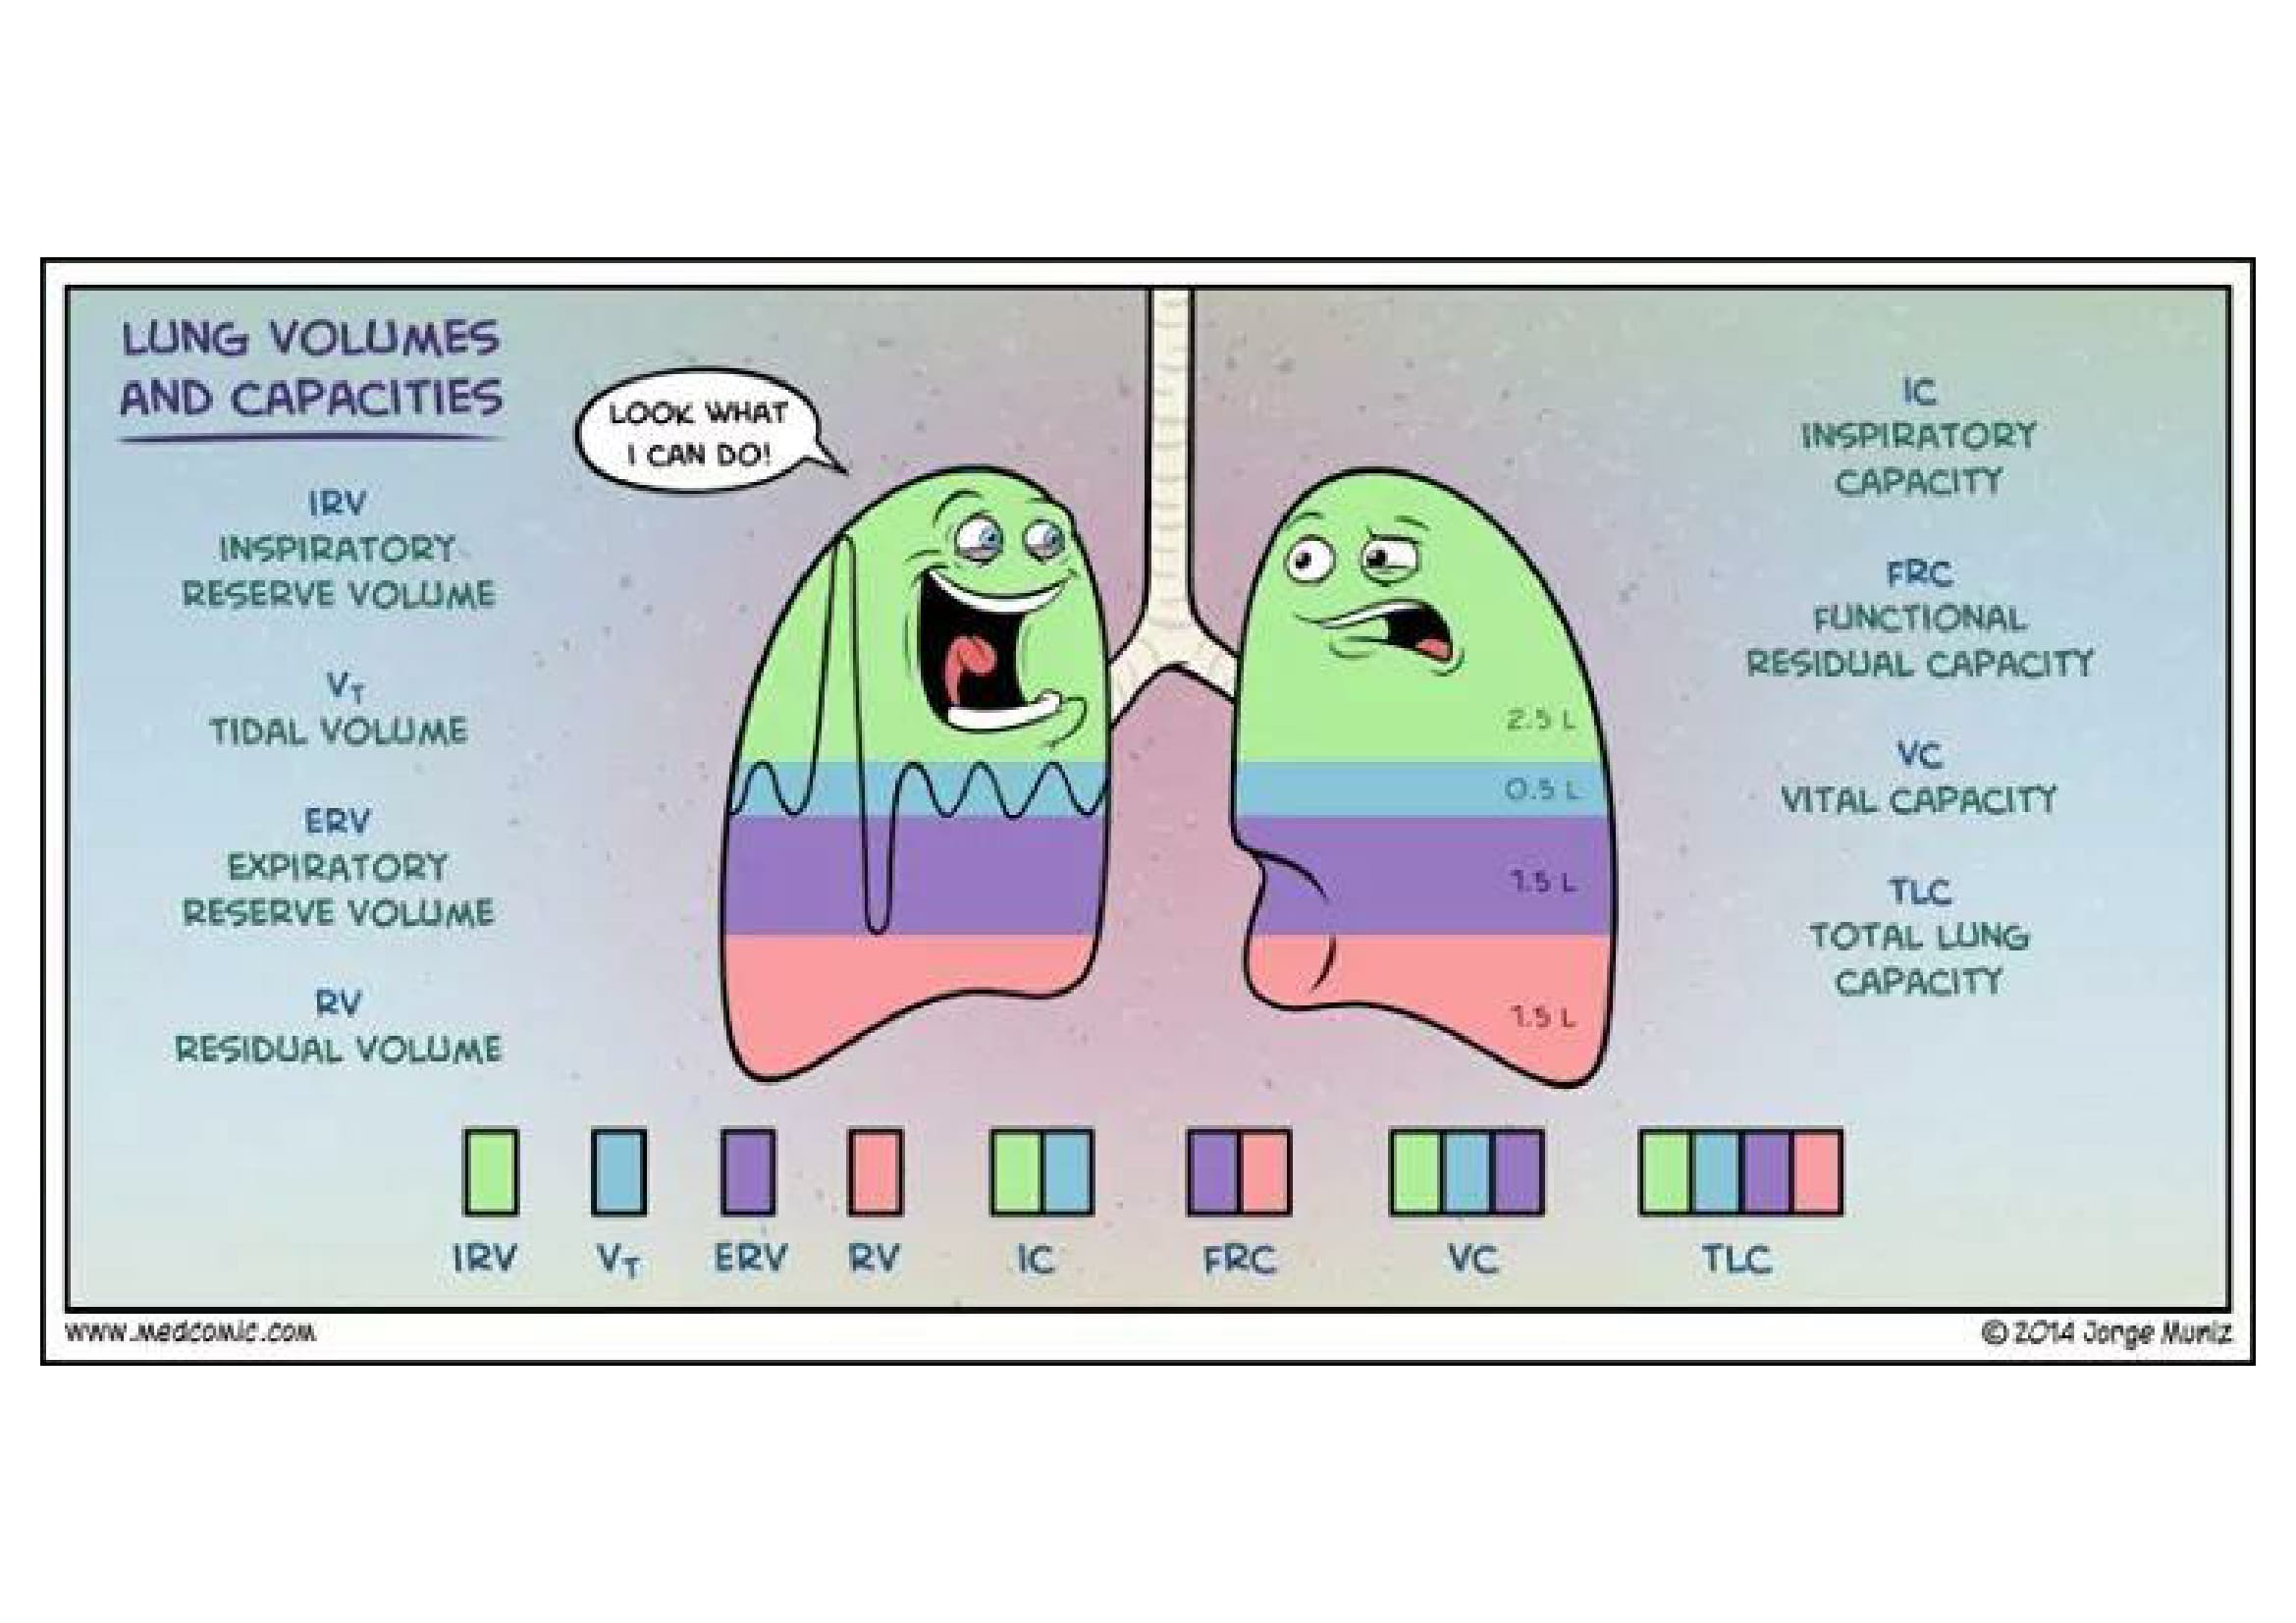 LUNG VOLUMES
AND CAPACITIES
IRV
INSPIRATORY
RESERVE VOLUME
VT
TIDAL VOLUME
ERV
EXPIRATORY
RESERVE VOLUME
RV
RESIDUAL VOLUME
LOOK WHAT
I CAN DO!
2.5 L
0.5 L
1.5 L
1.5 L
IC
INSPIRATORY
CAPACITY
FRC
FUNCTIONAL
RESIDUAL CAPACITY
VC
VITAL CAPACITY
TLC
TOTAL LUNG
CAPACITY
IRV VT ERV RV IC FRC VC TLC
www.medcomic.com
© 2014 Jorge Muniz